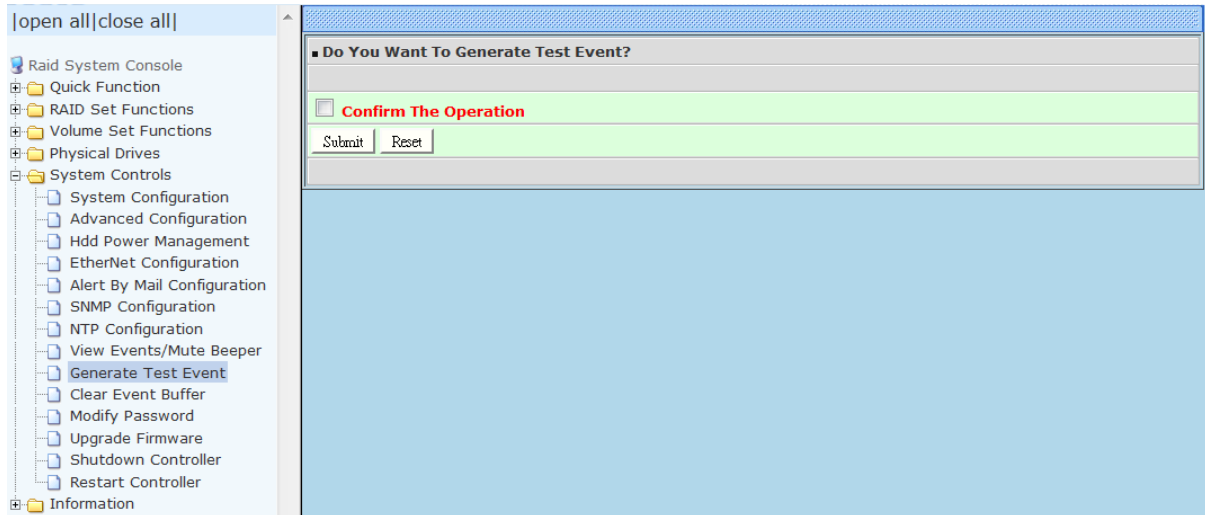 |open all|close all|
Raid System Console
Quick Function
RAID Set Functions
Volume Set Functions
Physical Drives
System Controls
System Configuration
Advanced Configuration
Hdd Power Management
EtherNet Configuration
Alert By Mail Configuration
SNMP Configuration
NTP Configuration
View Events/Mute Beeper
Generate Test Event
Clear Event Buffer
Modify Password
Upgrade Firmware
Shutdown Controller
Restart Controller
Information
Do You Want To Generate Test Event?
Confirm The Operation
Submit Reset